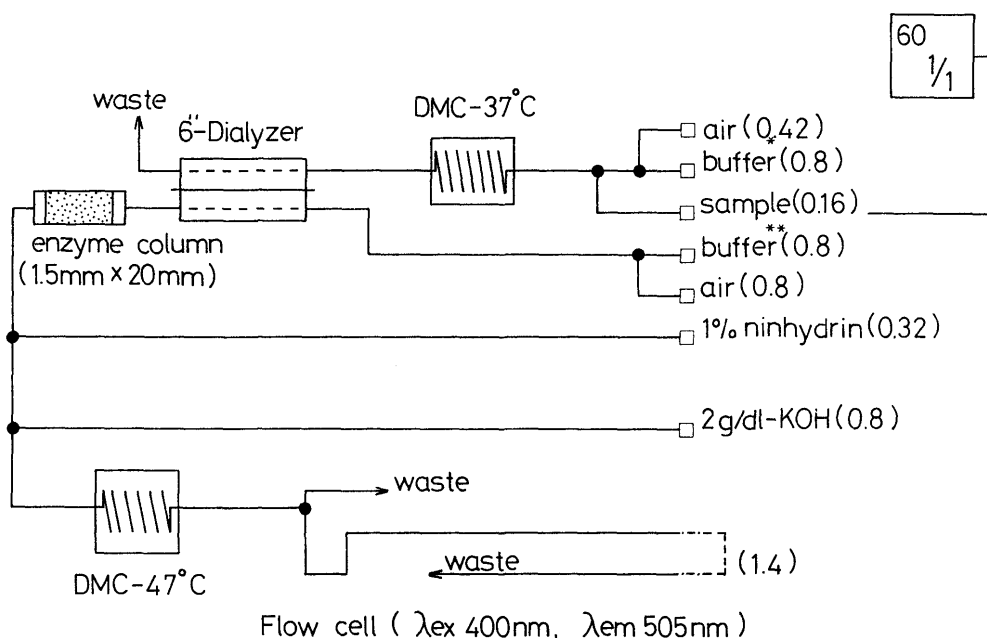 60
1/1
waste
6"-Dialyzer
DMC-37°C
air (0.42)
buffer* (0.8)
sample (0.16)
buffer** (0.8)
air (0.8)
enzyme column
(1.5mm × 20mm)
1% ninhydrin (0.32)
2g/dl-KOH (0.8)
waste
waste
(1.4)
DMC-47°C
Flow cell ( λex 400nm, λem 505nm )